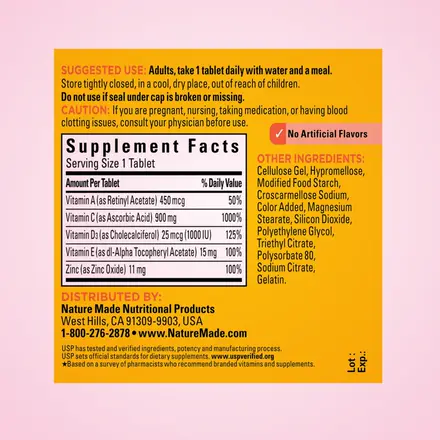 SUGGESTED USE: Adults, take 1 tablet daily with water and a meal.
Store tightly closed, in a cool, dry place, out of reach of children.
Do not use if seal under cap is broken or missing.
CAUTION: If you are pregnant, nursing, taking medication, or having blood
clotting issues, consult your physician before use.
✓ No Artificial Flavors
Supplement Facts
Serving Size 1 Tablet
Amount Per Tablet % Daily Value
Vitamin A (as Retinyl Acetate) 450 mcg 50%
Vitamin C (as Ascorbic Acid) 900 mg 1000%
Vitamin D3 (as Cholecalciferol) 25 mcg (1000 IU) 125%
Vitamin E (as dl-Alpha Tocopheryl Acetate) 15 mg 100%
Zinc (as Zinc Oxide) 11 mg 100%
OTHER INGREDIENTS:
Cellulose Gel, Hypromellose,
Modified Food Starch,
Croscarmellose Sodium,
Color Added, Magnesium
Stearate, Silicon Dioxide,
Polyethylene Glycol,
Triethyl Citrate,
Polysorbate 80,
Sodium Citrate,
Gelatin.
DISTRIBUTED BY:
Nature Made Nutritional Products
West Hills, CA 91309-9903, USA
1-800-276-2878 • www.NatureMade.com
USP has tested and verified ingredients, potency and manufacturing process.
USP sets official standards for dietary supplements. www.uspverified.org
★Based on a survey of pharmacists who recommend branded vitamins and supplements.
Lot :
Exp.: